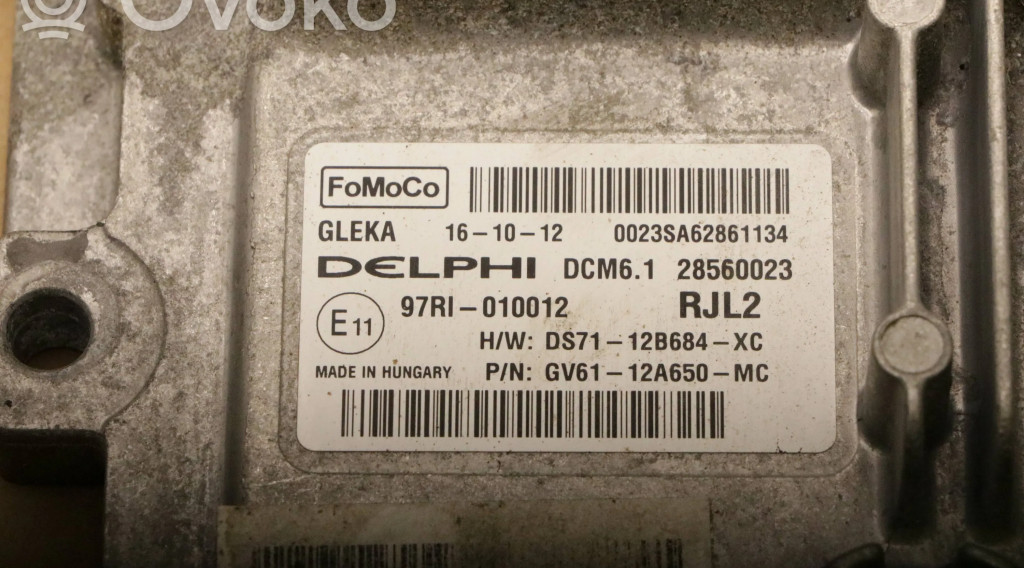 OVOKO
FoMoCo
GLEKA 16-10-12 0023SA62861134
DELPHI DCM6.1 28560023
E11 97RI-010012 RJL2
H/W: DS71-12B684-XC
MADE IN HUNGARY P/N: GV61-12A650-MC